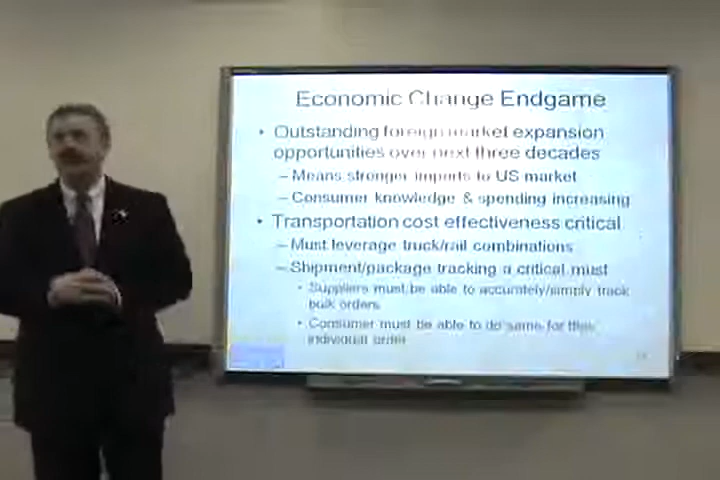 Economic Change Endgame
• Outstanding foreign market expansion
opportunities over next three decades
– Means stronger imports to US market
– Consumer knowledge & spending increasing
• Transportation cost effectiveness critical
– Must leverage truck/rail combinations
– Shipment/package tracking a critical must
• Suppliers must be able to accurately/simply track
bulk orders
• Consumer must be able to do same for their
individual order